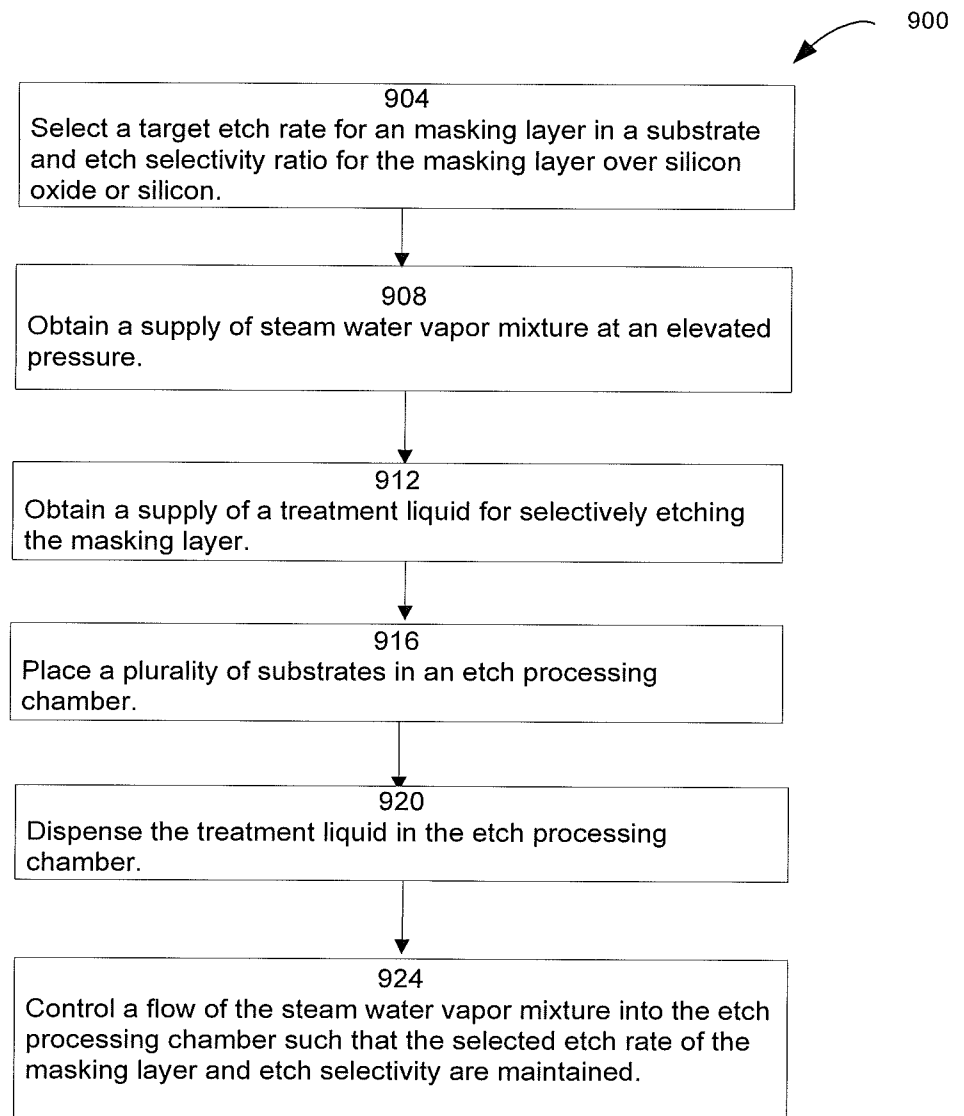 900
904
Select a target etch rate for an masking layer in a substrate
and etch selectivity ratio for the masking layer over silicon
oxide or silicon.
908
Obtain a supply of steam water vapor mixture at an elevated
pressure.
912
Obtain a supply of a treatment liquid for selectively etching
the masking layer.
916
Place a plurality of substrates in an etch processing
chamber.
920
Dispense the treatment liquid in the etch processing
chamber.
924
Control a flow of the steam water vapor mixture into the etch
processing chamber such that the selected etch rate of the
masking layer and etch selectivity are maintained.